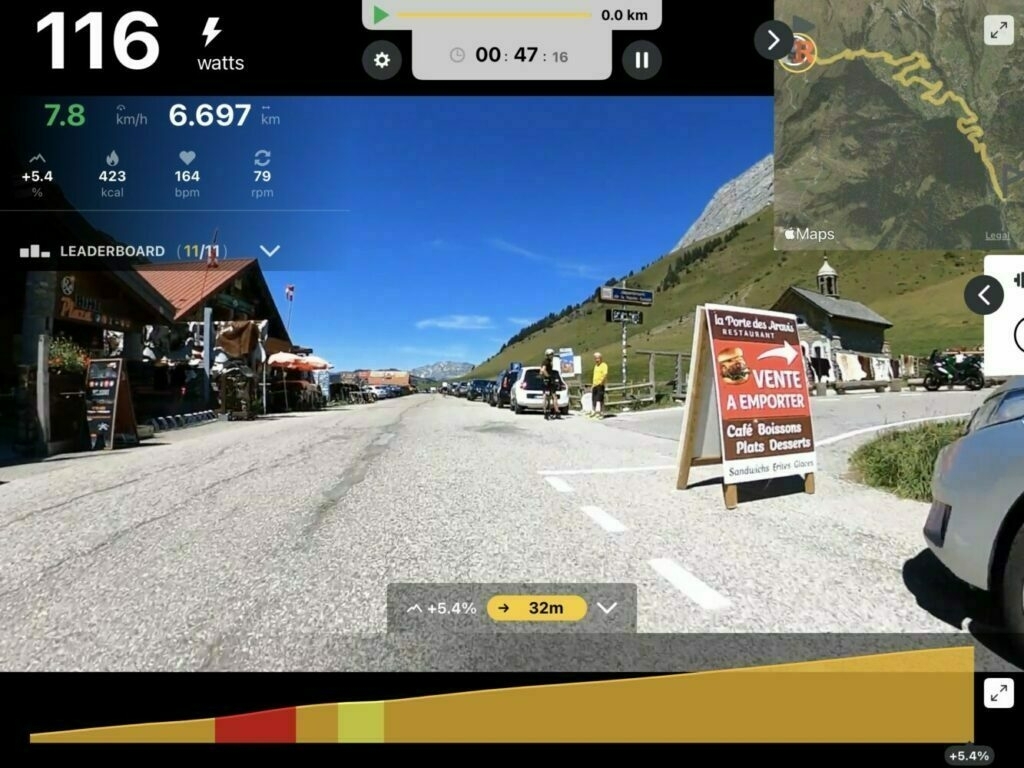 116
watts
0.0 km
00:47:16
7.8 km/h 6.697 km
+5.4 423 164 79
% kcal bpm rpm
LEADERBOARD (11/11)
Maps
Legal
la Porte des Aravis
RESTAURANT
VENTE
A EMPORTER
Café Boissons
Plats Desserts
Sandwichs Frites Glaces
+5.4% → 32m
+5.4%